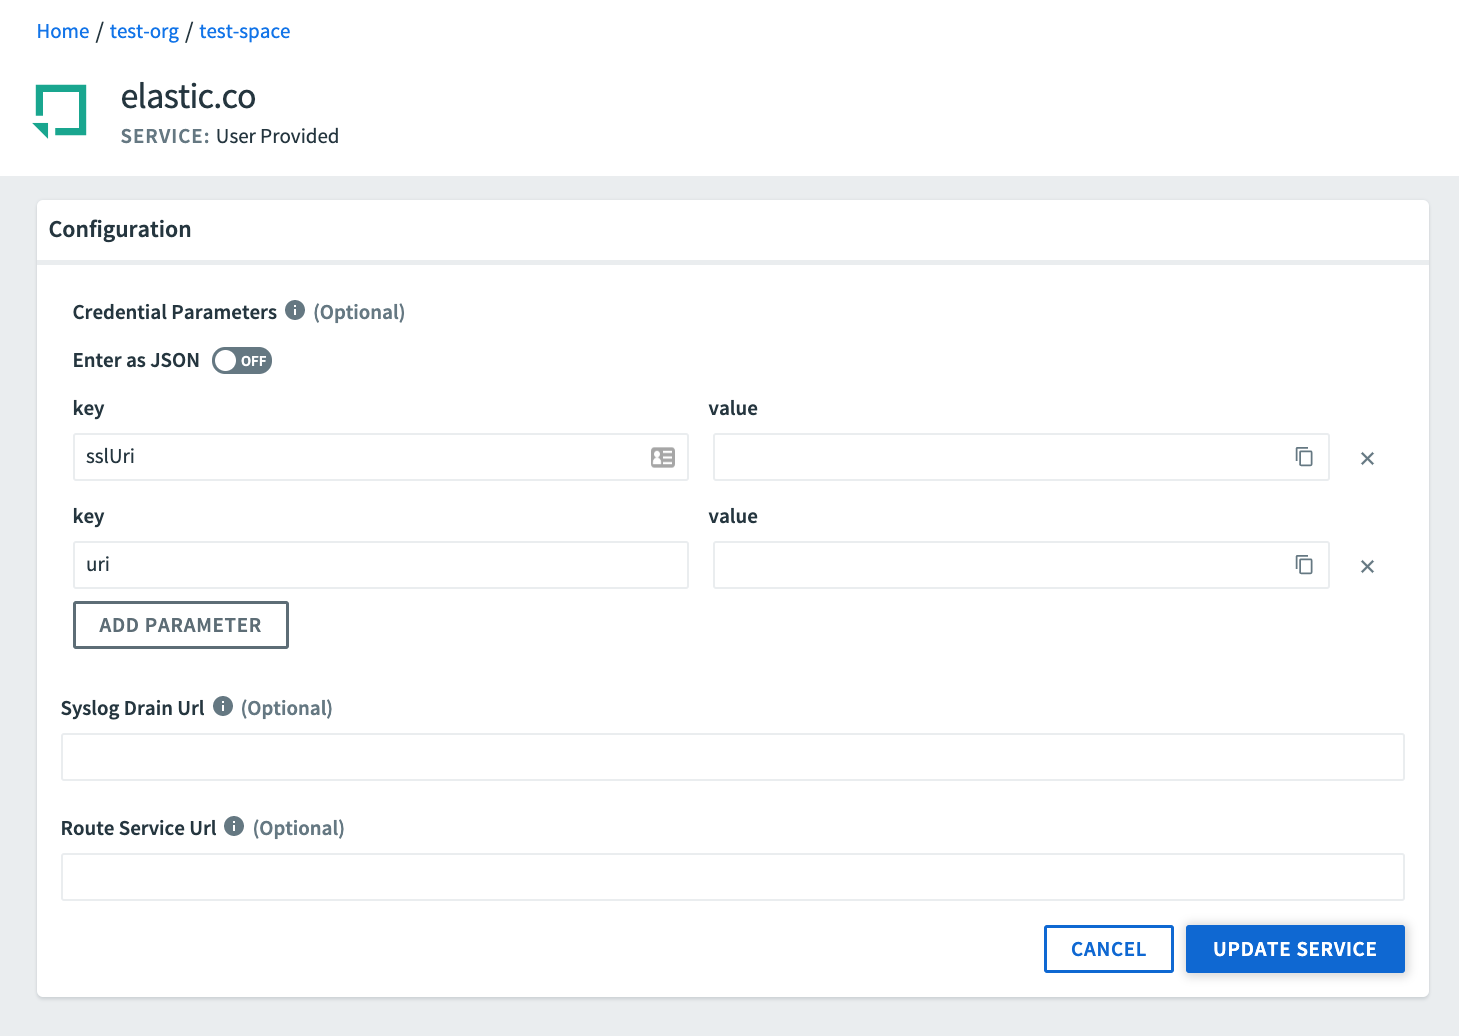 Home / test-org / test-space
elastic.co
SERVICE: User Provided
Configuration
Credential Parameters i (Optional)
Enter as JSON OFF
key value
sslUri
key value
uri
ADD PARAMETER
Syslog Drain Url i (Optional)
Route Service Url i (Optional)
CANCEL UPDATE SERVICE